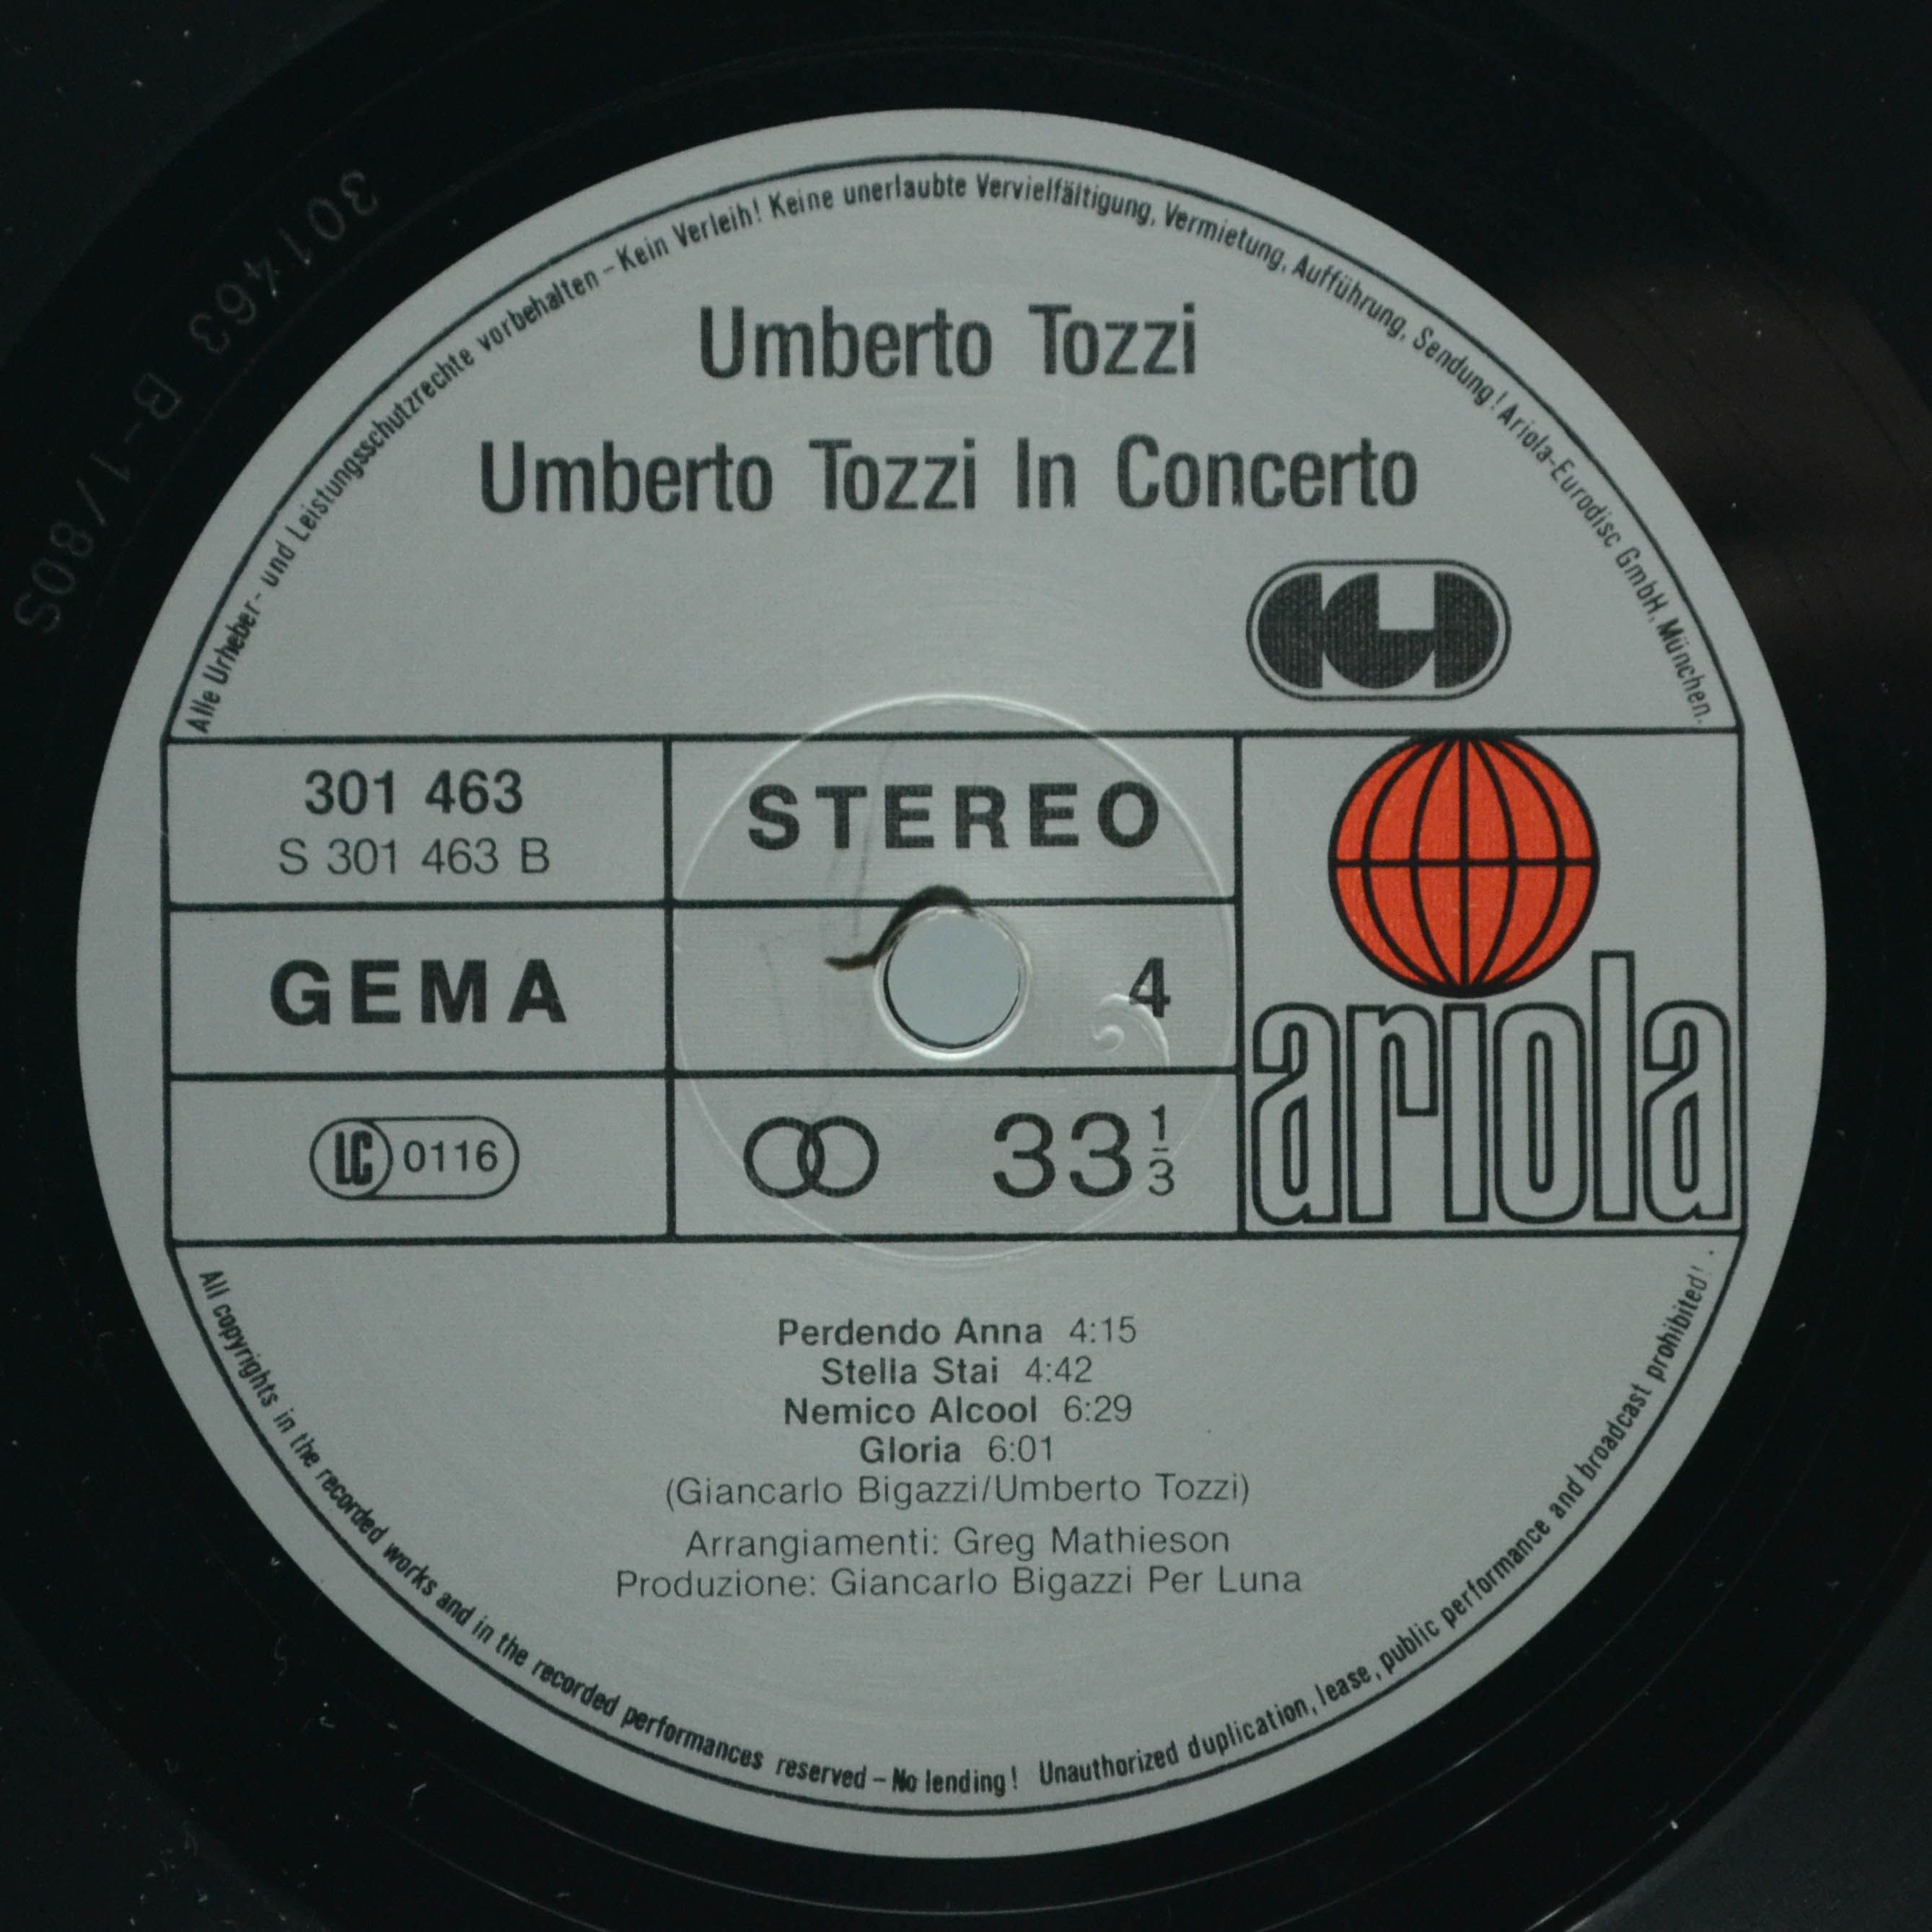 Alle Urheber- und Leistungsschutzrechte vorbehalten – Kein Verleih! Keine unerlaubte Vervielfältigung, Vermietung, Aufführung, Sendung! Ariola-Eurodisc GmbH, München.
Umberto Tozzi
Umberto Tozzi In Concerto
301 463
S 301 463 B
STEREO
GEMA
4
LC 0116
33 1/3
ariola
Perdendo Anna 4:15
Stella Stai 4:42
Nemico Alcool 6:29
Gloria 6:01
(Giancarlo Bigazzi/Umberto Tozzi)
Arrangiamenti: Greg Mathieson
Produzione: Giancarlo Bigazzi Per Luna
All copyrights in the recorded works and in the recorded performances reserved – No lending! Unauthorized duplication, lease, public performance and broadcast prohibited!
301463 B-1/80S